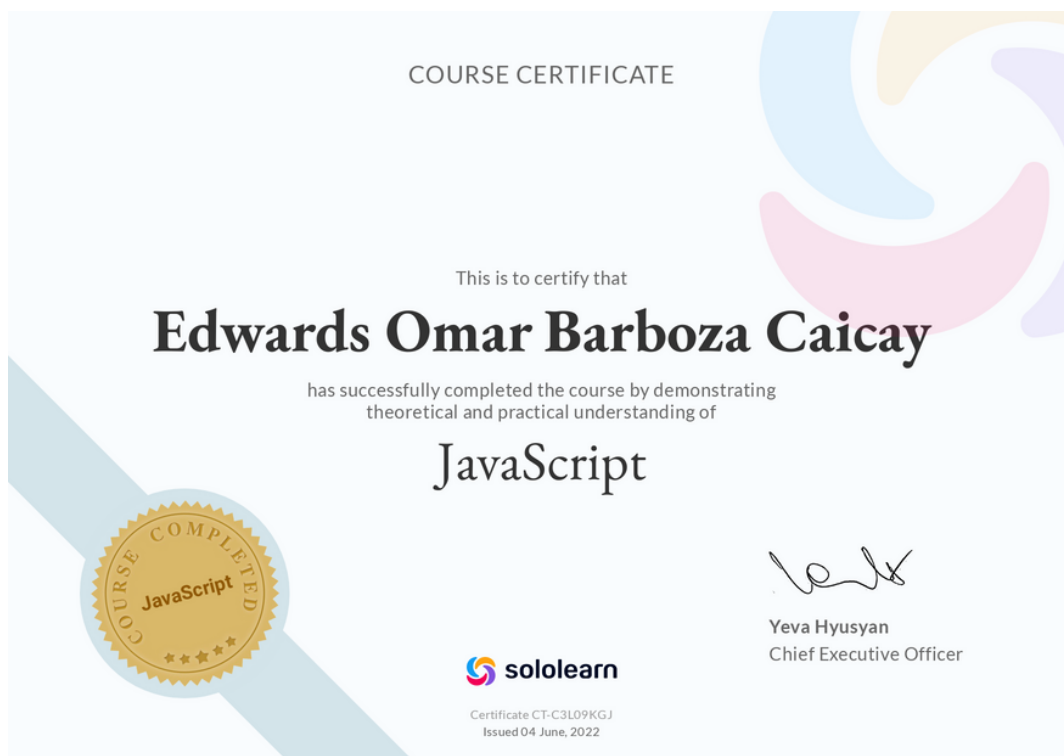 COURSE CERTIFICATE
This is to certify that
Edwards Omar Barboza Caicay
has successfully completed the course by demonstrating
theoretical and practical understanding of
JavaScript
COURSE COMPLETED
JavaScript
Yeva Hyusyan
Chief Executive Officer
sololearn
Certificate CT-C3L09KGJ
Issued 04 June, 2022